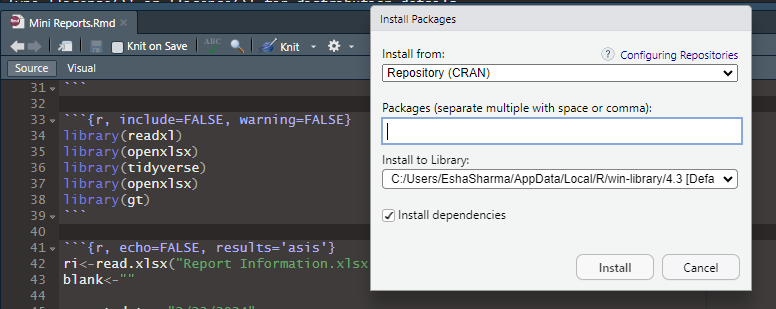 Mini Reports.Rmd
Knit on Save
ABC
Knit
Source
Visual
31 ```
32
33 ```{r, include=FALSE, warning=FALSE}
34 library(readxl)
35 library(openxlsx)
36 library(tidyverse)
37 library(openxlsx)
38 library(gt)
39 ```
40
41 ```{r, echo=FALSE, results='asis'}
42 ri<-read.xlsx("Report Information.xlsx
43 blank<-""
44
Install Packages
Install from:
? Configuring Repositories
Repository (CRAN)
Packages (separate multiple with space or comma):
Install to Library:
C:/Users/EshaSharma/AppData/Local/R/win-library/4.3 [Defa
Install dependencies
Install
Cancel